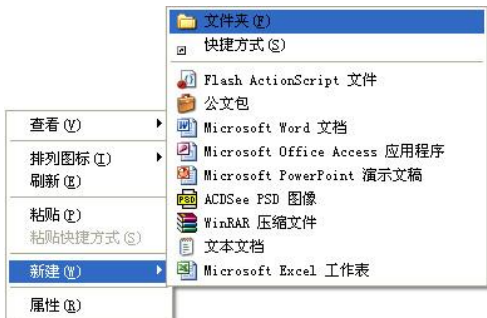 文件夹(F)
快捷方式(S)
Flash ActionScript 文件
公文包
Microsoft Word 文档
Microsoft Office Access 应用程序
Microsoft PowerPoint 演示文稿
ACDSee PSD 图像
WinRAR 压缩文件
文本文档
Microsoft Excel 工作表
查看(V)
排列图标(I)
刷新(E)
粘贴(P)
粘贴快捷方式(S)
新建(W)
属性(R)